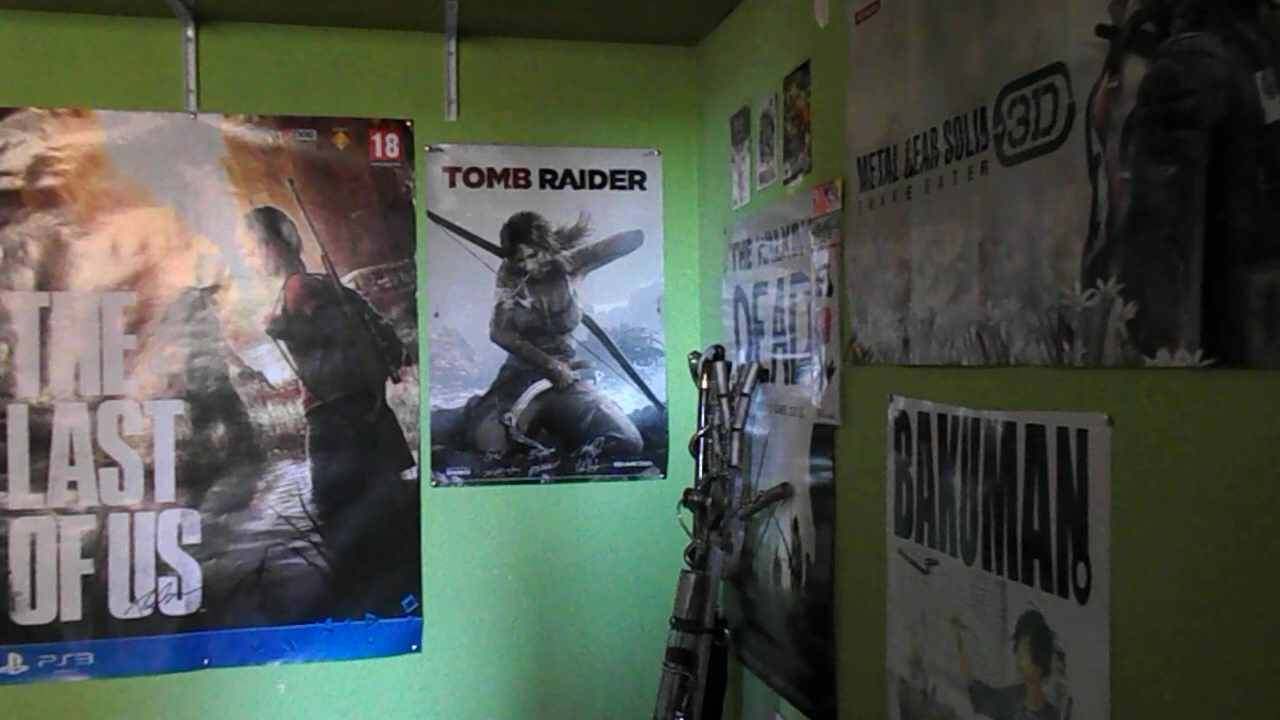 18
THE
LAST
OF US
PS3
TOMB RAIDER
THE WALKING
DEAD
METAL GEAR SOLID
3D
SNAKE EATER
BAKUMAN